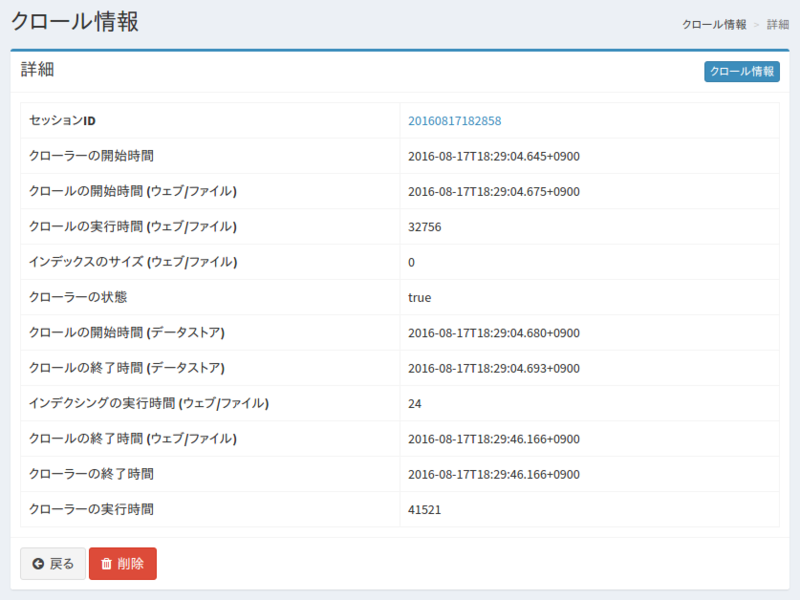 クロール情報
クロール情報 > 詳細
詳細
クロール情報
セッションID 20160817182858
クローラーの開始時間 2016-08-17T18:29:04.645+0900
クロールの開始時間 (ウェブ/ファイル) 2016-08-17T18:29:04.675+0900
クロールの実行時間 (ウェブ/ファイル) 32756
インデックスのサイズ (ウェブ/ファイル) 0
クローラーの状態 true
クロールの開始時間 (データストア) 2016-08-17T18:29:04.680+0900
クロールの終了時間 (データストア) 2016-08-17T18:29:04.693+0900
インデクシングの実行時間 (ウェブ/ファイル) 24
クロールの終了時間 (ウェブ/ファイル) 2016-08-17T18:29:46.166+0900
クローラーの終了時間 2016-08-17T18:29:46.166+0900
クローラーの実行時間 41521
戻る 削除